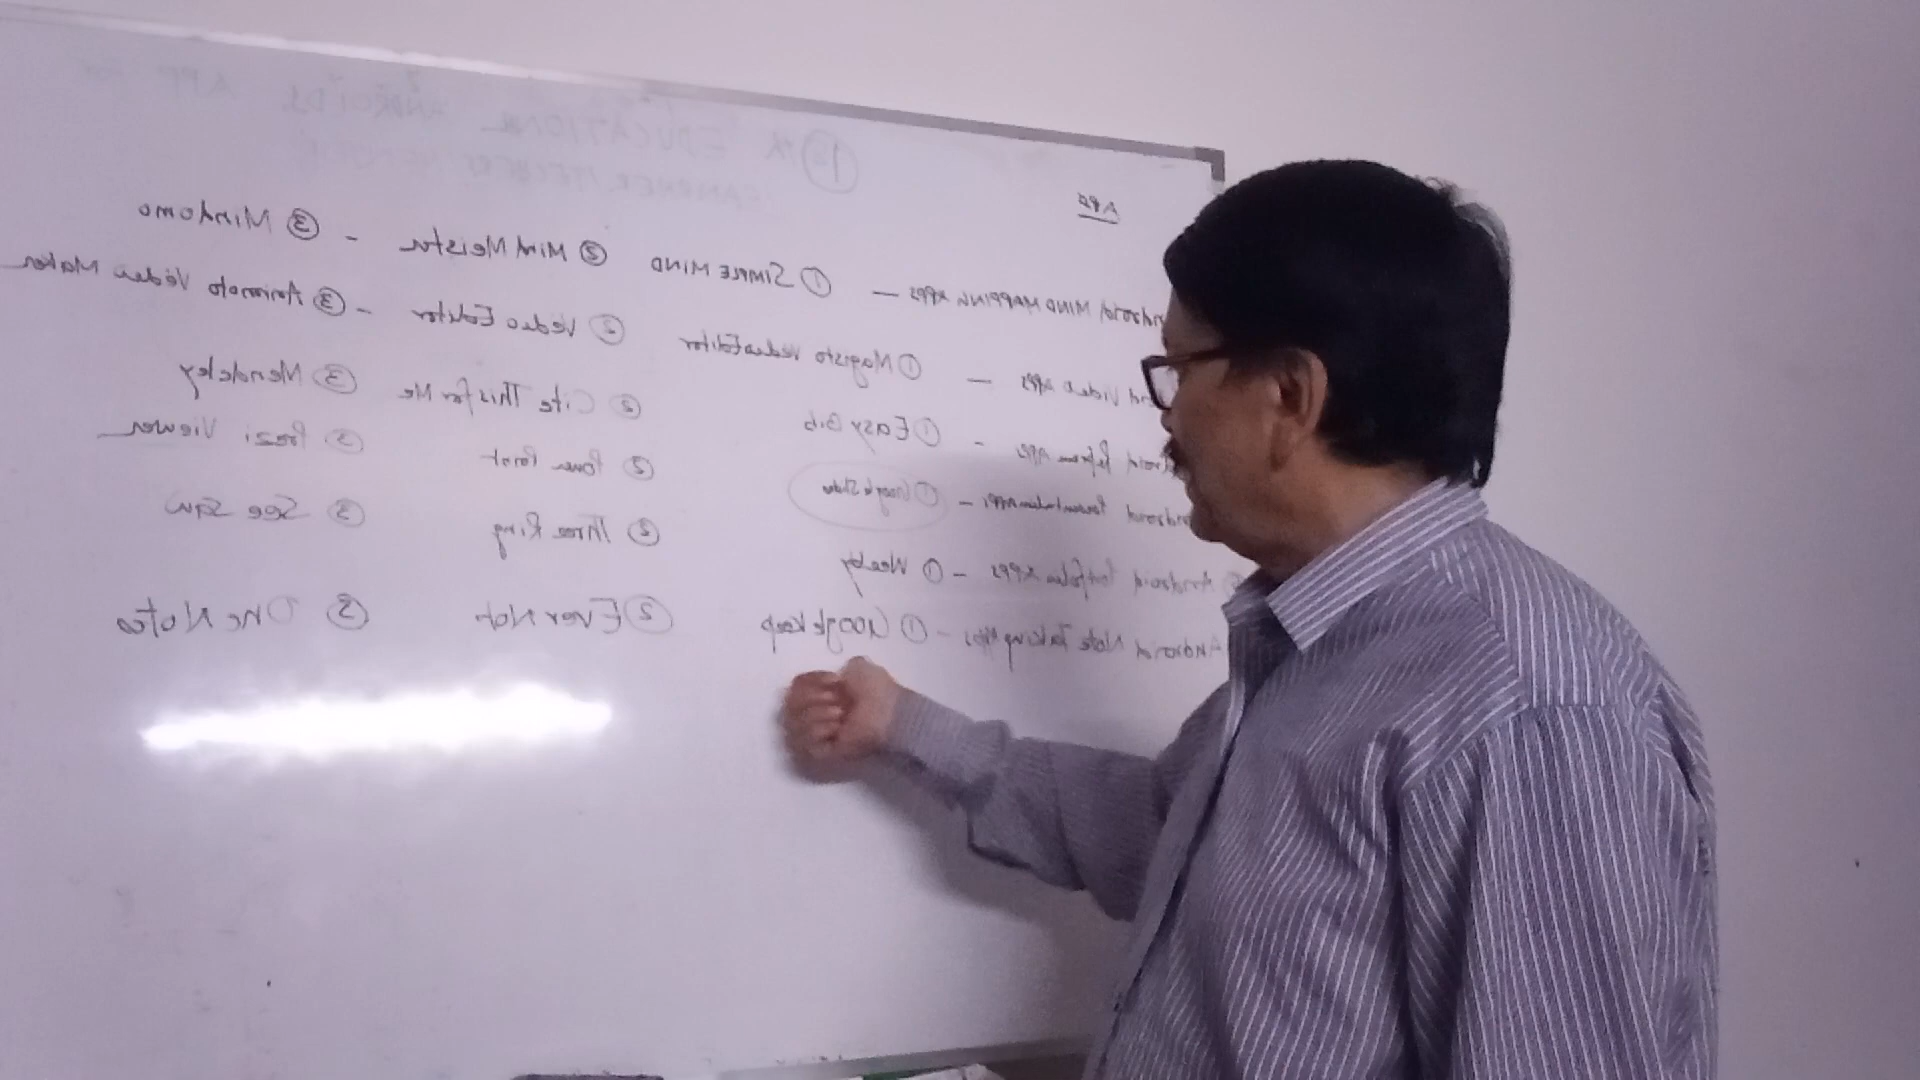 APPS
Android MIND MAPPING APPS — ① SIMPLE MIND ② Mind Meister - ③ Mindomo
Video APPS — ① Magisto Video Editor ② Video Editor - ③ Animoto Video Maker
APPS - ① Easy Bib ② Cite This for Me ③ Mendeley
Android APPS - ① Google Slides ② Power Point ③ Prezi Viewer
Android Portfolio APPS - ① Weebly ② Three Ring ③ See Saw
Android Note Taking APPS - ① Google Keep ② Ever Not ③ One Note